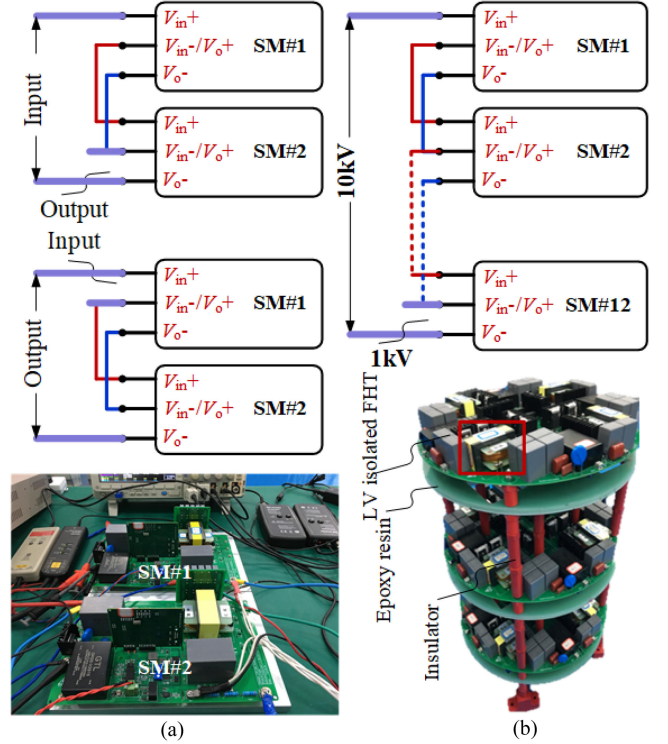 Input
Vin+
Vin-/Vo+ SM#1
Vo-
Vin+
Vin-/Vo+ SM#2
Vo-
Output
Input
Output
Vin+
Vin-/Vo+ SM#1
Vo-
Vin+
Vin-/Vo+ SM#2
Vo-
10kV
Vin+
Vin-/Vo+ SM#1
Vo-
Vin+
Vin-/Vo+ SM#2
Vo-
Vin+
Vin-/Vo+ SM#12
Vo-
1kV
SM#1
SM#2
GTL
(a)
LV isolated FHT
Epoxy resin
Insulator
(b)